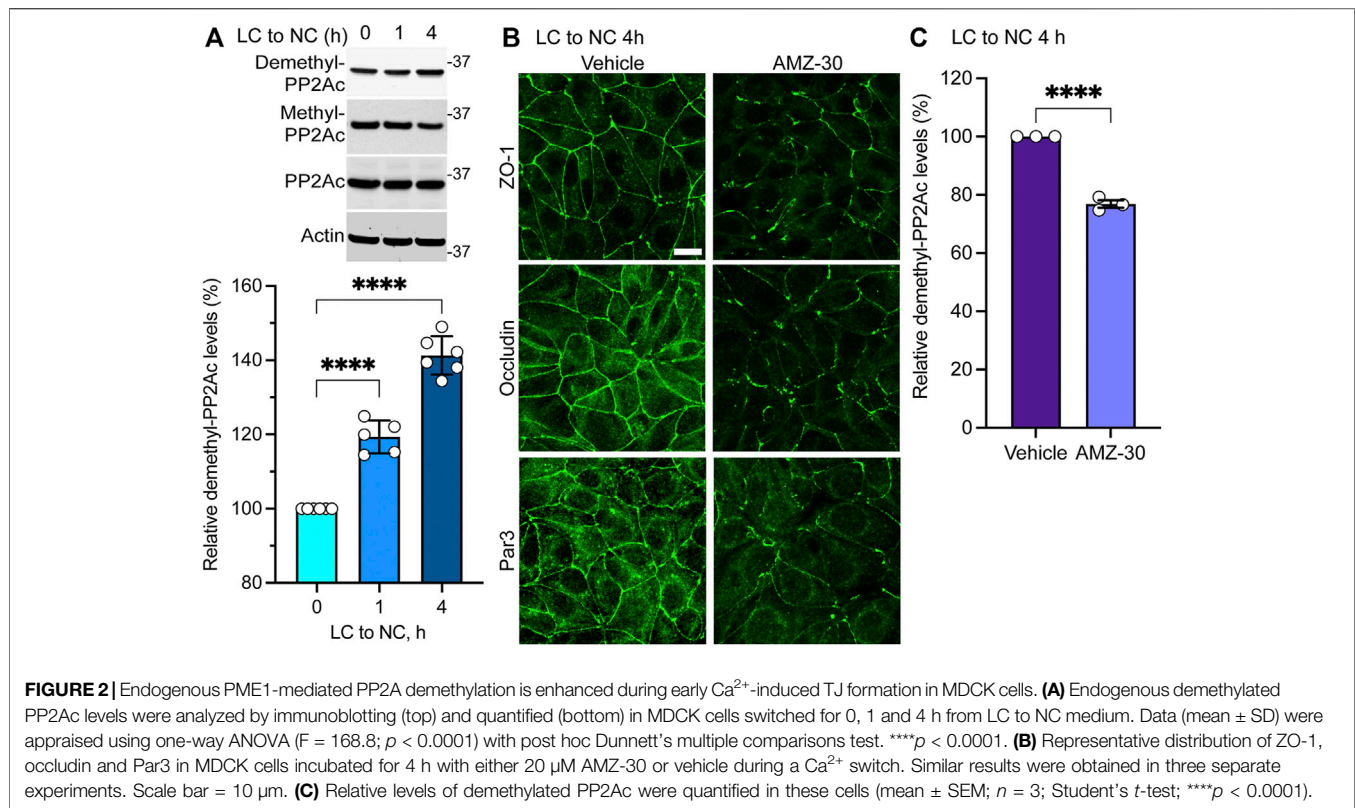 A LC to NC (h) 0 1 4
Demethyl-PP2Ac -37
Methyl-PP2Ac -37
PP2Ac -37
Actin -37
Relative demethyl-PP2Ac levels (%)
160
140
120
100
80
****
****
0 1 4
LC to NC, h
B LC to NC 4h
Vehicle AMZ-30
ZO-1
Occludin
Par3
C LC to NC 4 h
Relative demethyl-PP2Ac levels (%)
120
100
80
60
40
20
0
****
Vehicle AMZ-30
FIGURE 2 | Endogenous PME1-mediated PP2A demethylation is enhanced during early Ca²⁺-induced TJ formation in MDCK cells. (A) Endogenous demethylated
PP2Ac levels were analyzed by immunoblotting (top) and quantified (bottom) in MDCK cells switched for 0, 1 and 4 h from LC to NC medium. Data (mean ± SD) were
appraised using one-way ANOVA (F = 168.8; p < 0.0001) with post hoc Dunnett's multiple comparisons test. ****p < 0.0001. (B) Representative distribution of ZO-1,
occludin and Par3 in MDCK cells incubated for 4 h with either 20 µM AMZ-30 or vehicle during a Ca²⁺ switch. Similar results were obtained in three separate
experiments. Scale bar = 10 µm. (C) Relative levels of demethylated PP2Ac were quantified in these cells (mean ± SEM; n = 3; Student's t-test; ****p < 0.0001).